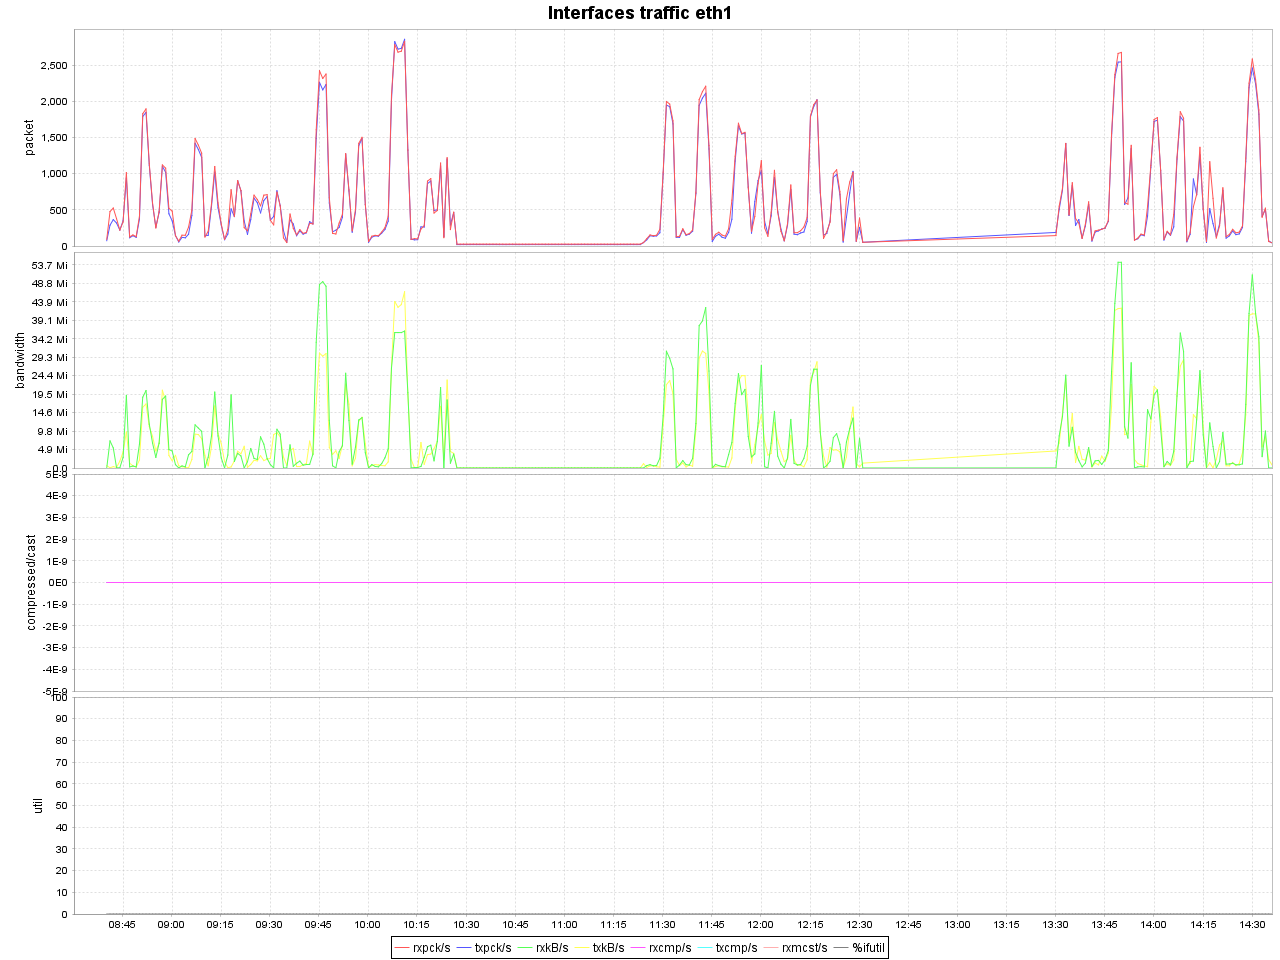 Interfaces traffic eth1
packet
2,500
2,000
1,500
1,000
500
0
bandwidth
53.7 Mi
48.8 Mi
43.9 Mi
39.1 Mi
34.2 Mi
29.3 Mi
24.4 Mi
19.5 Mi
14.6 Mi
9.8 Mi
4.9 Mi
0.0
compressed/cast
5E-9
4E-9
3E-9
2E-9
1E-9
0E0
-1E-9
-2E-9
-3E-9
-4E-9
-5E-9
util
100
90
80
70
60
50
40
30
20
10
0
08:45 09:00 09:15 09:30 09:45 10:00 10:15 10:30 10:45 11:00 11:15 11:30 11:45 12:00 12:15 12:30 12:45 13:00 13:15 13:30 13:45 14:00 14:15 14:30
rxpck/s txpck/s rxkB/s txkB/s rxcmp/s txcmp/s rxmcst/s %ifutil